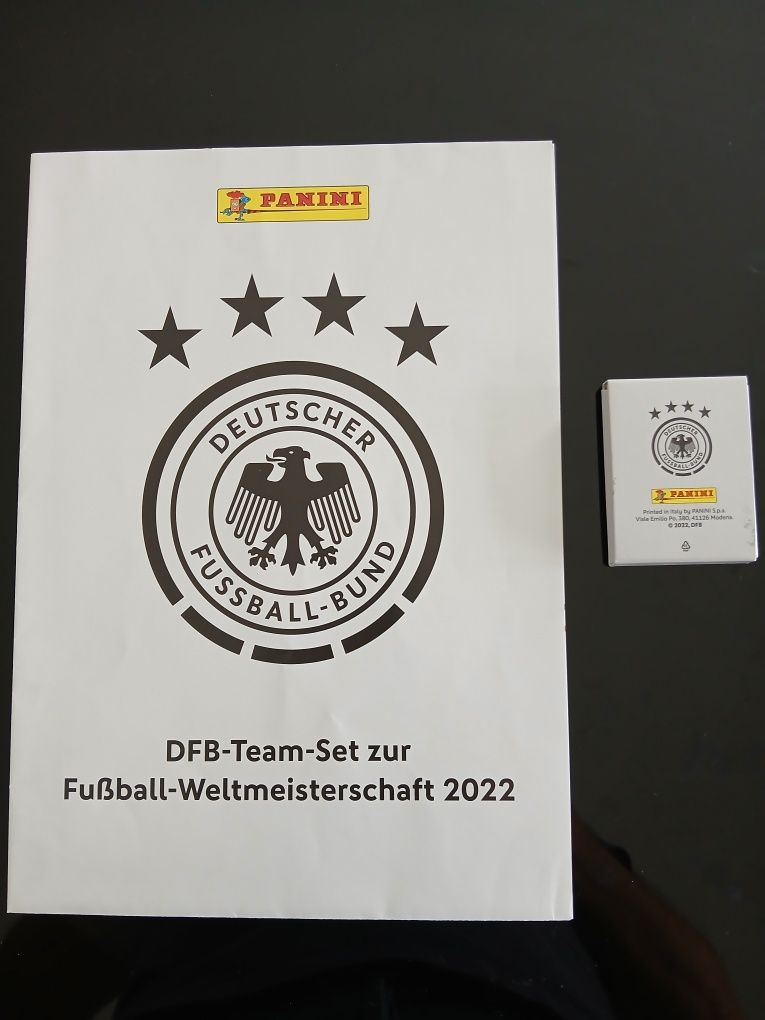 PANINI
DEUTSCHER
FUSSBALL-BUND
DFB-Team-Set zur
Fußball-Weltmeisterschaft 2022
DEUTSCHER
FUSSBALL-BUND
PANINI
Printed in Italy by PANINI S.p.a.
Viale Emilio Po, 380, 41126 Modena.
© 2022, DFB